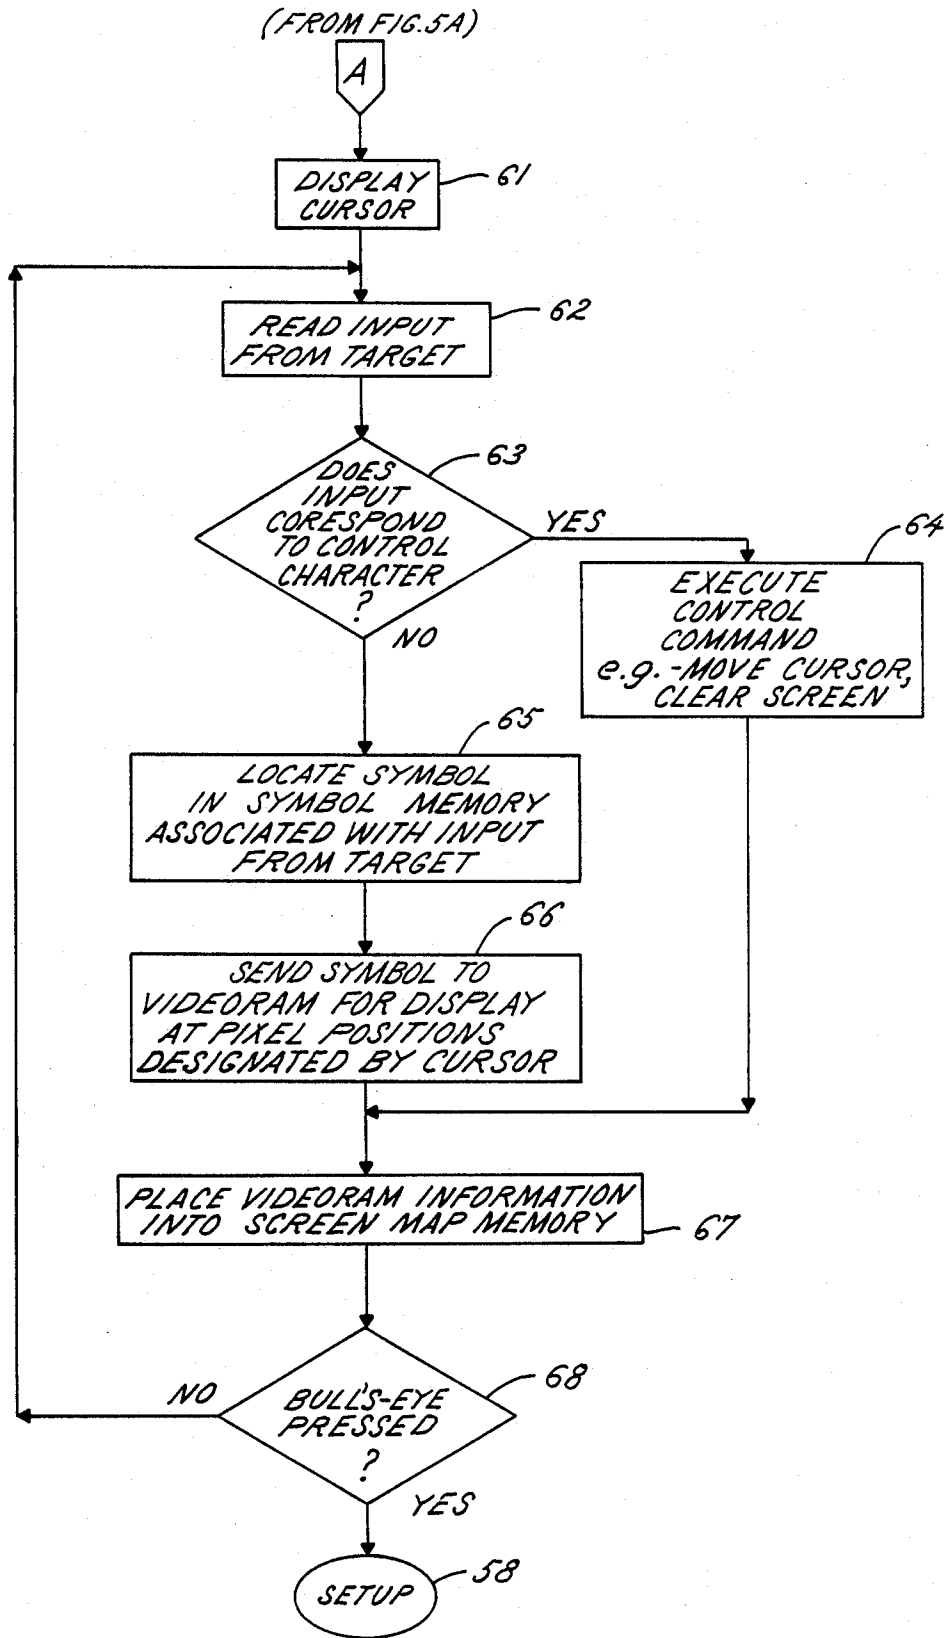 (FROM FIG.5A)
A
DISPLAY
CURSOR
61
READ INPUT
FROM TARGET
62
DOES
INPUT
CORESPOND
TO CONTROL
CHARACTER
?
63
YES
NO
EXECUTE
CONTROL
COMMAND
e.g.-MOVE CURSOR,
CLEAR SCREEN
64
LOCATE SYMBOL
IN SYMBOL MEMORY
ASSOCIATED WITH INPUT
FROM TARGET
65
SEND SYMBOL TO
VIDEORAM FOR DISPLAY
AT PIXEL POSITIONS
DESIGNATED BY CURSOR
66
PLACE VIDEORAM INFORMATION
INTO SCREEN MAP MEMORY
67
BULL'S-EYE
PRESSED
?
68
NO
YES
SETUP
58